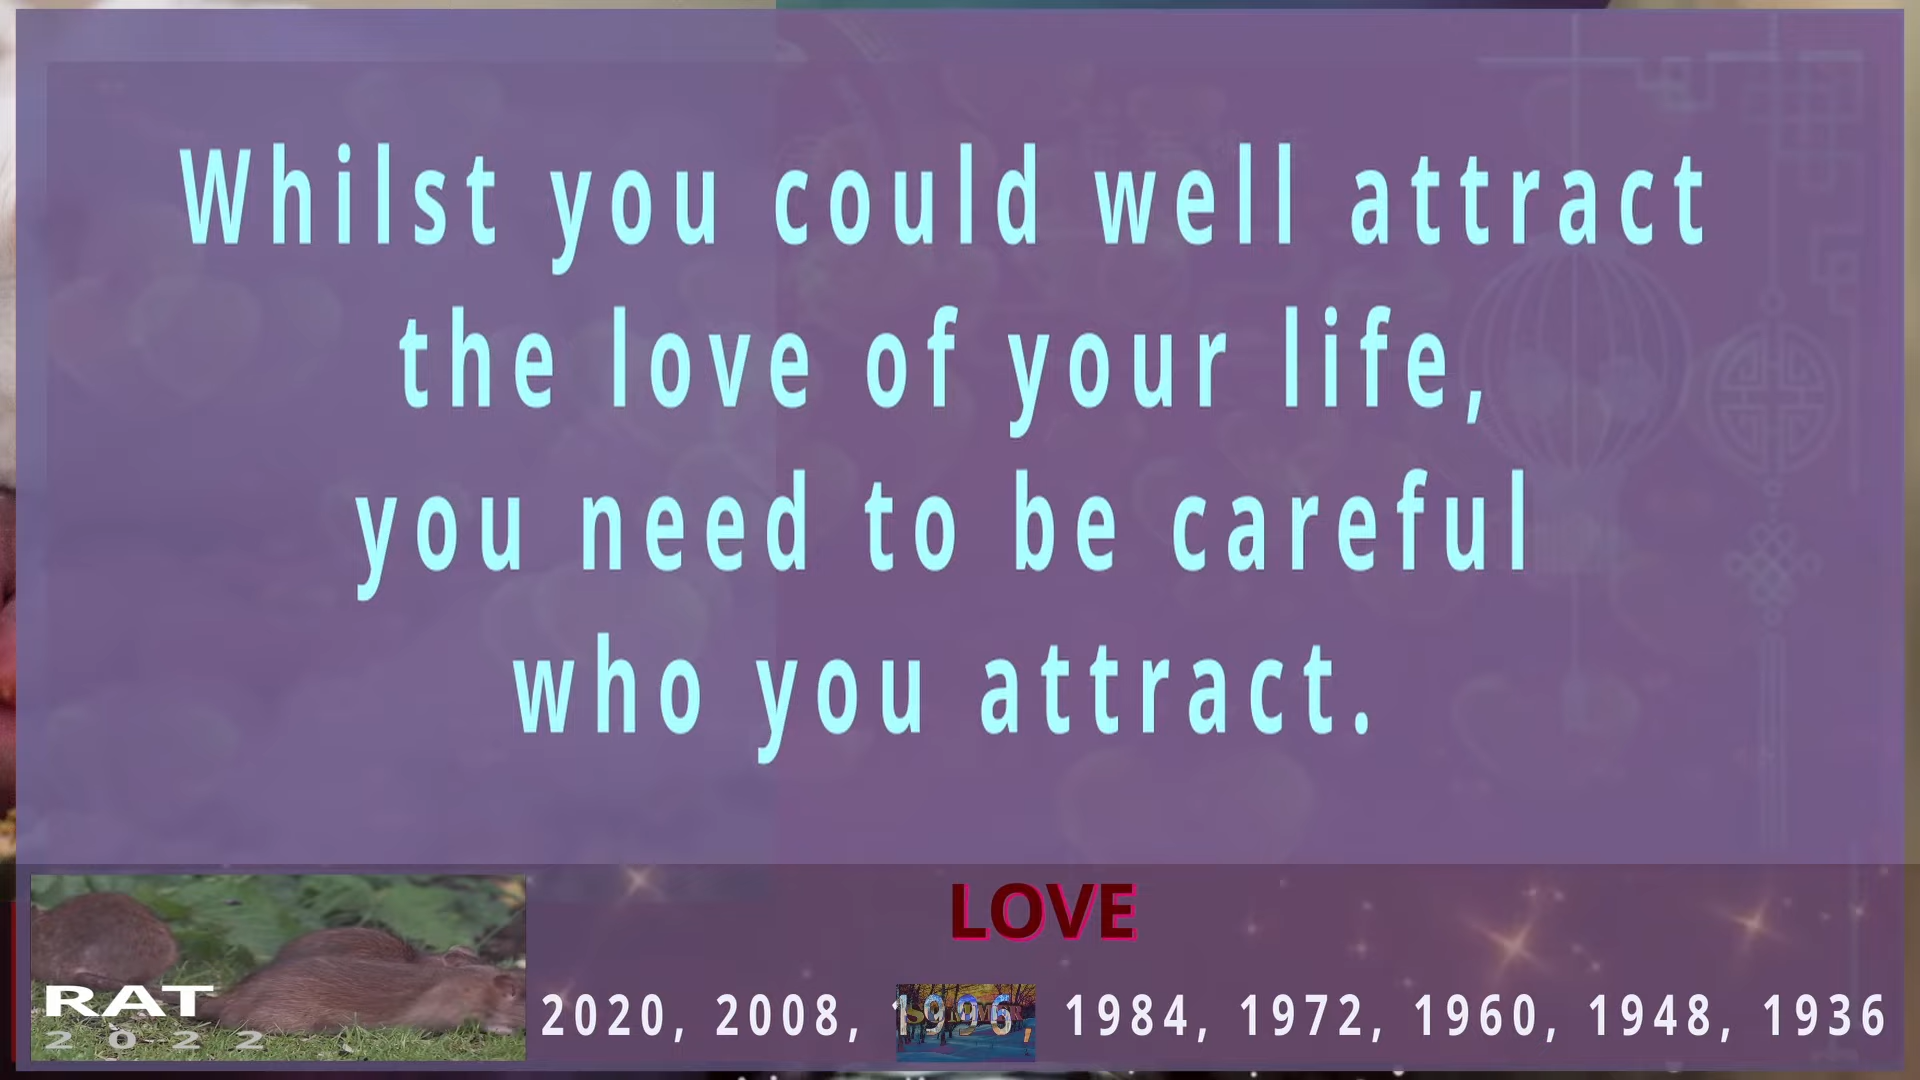 Whilst you could well attract
the love of your life,
you need to be careful
who you attract.
LOVE
RAT
2022
2020, 2008, 1996, 1984, 1972, 1960, 1948, 1936